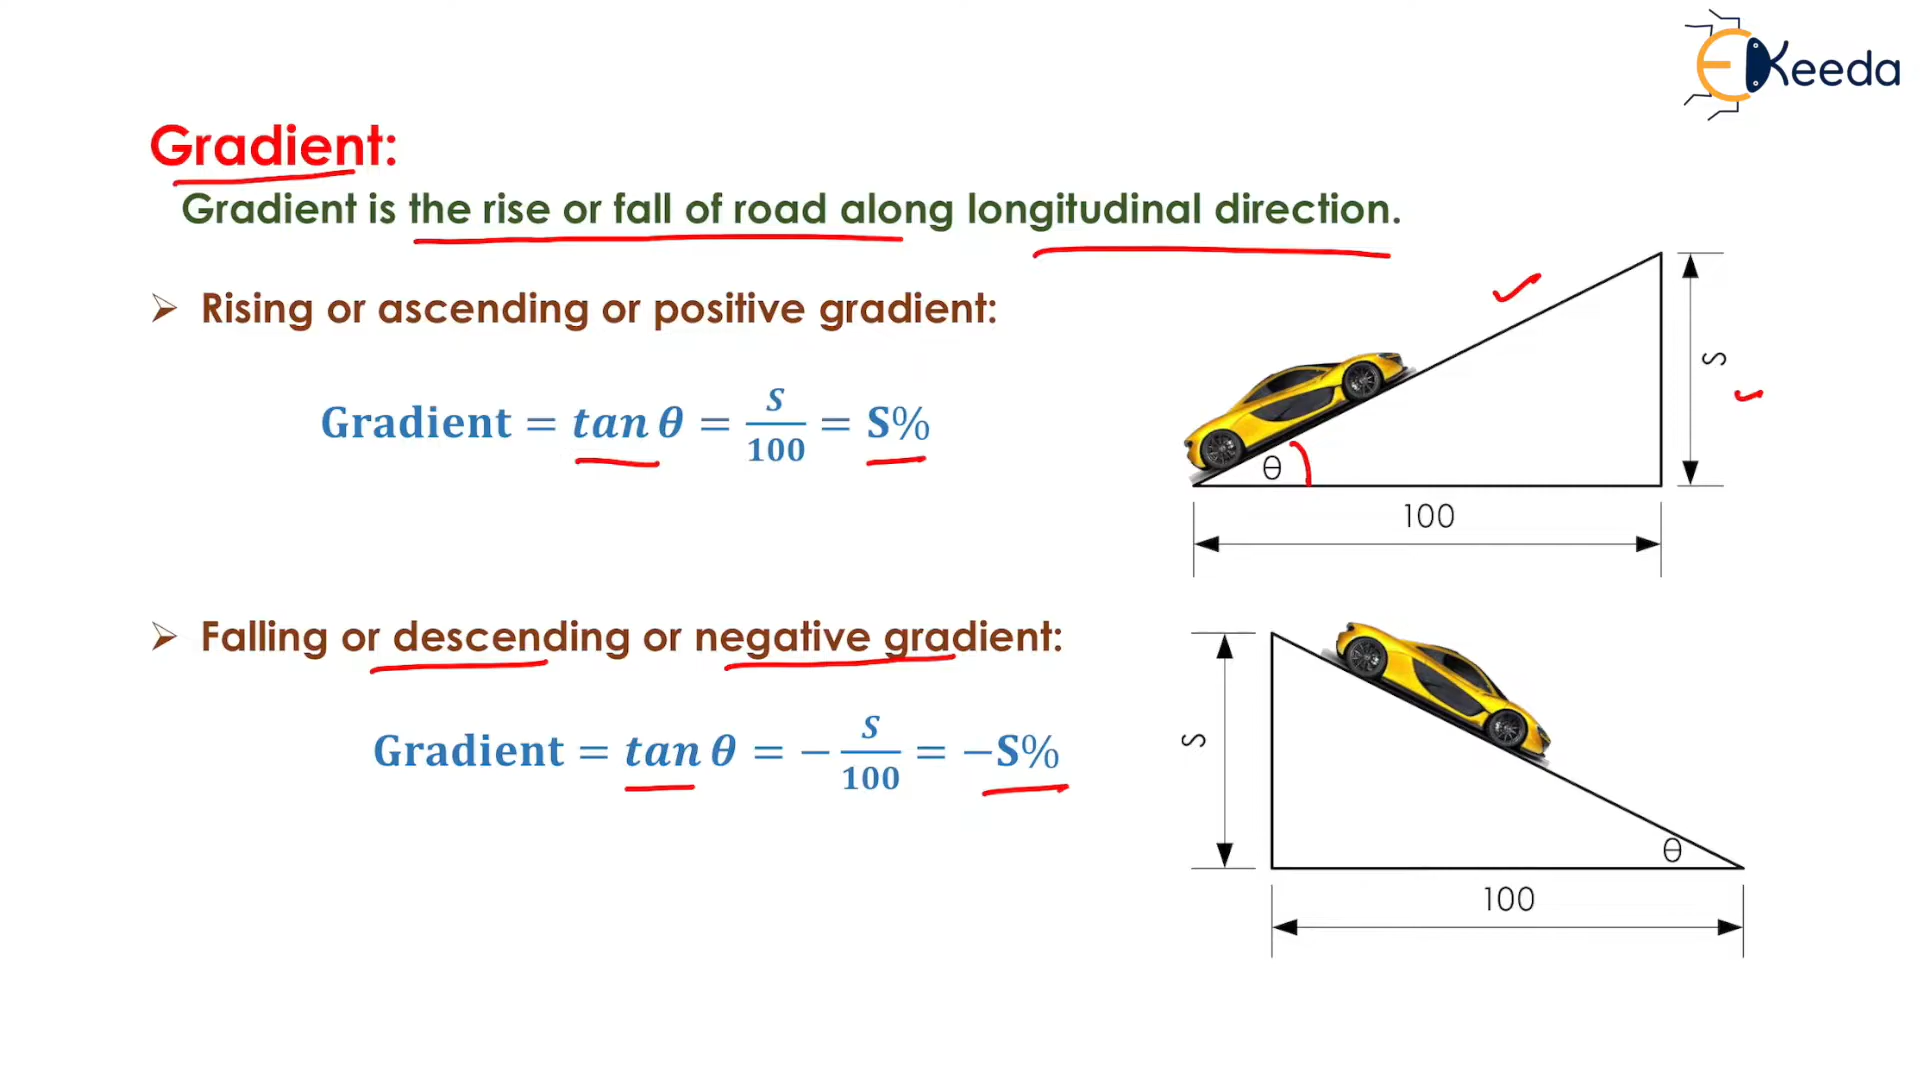 EKeeda
Gradient:
Gradient is the rise or fall of road along longitudinal direction.
➢ Rising or ascending or positive gradient:
Gradient = tan θ = S/100 = S%
S
θ
100
➢ Falling or descending or negative gradient:
Gradient = tan θ = −S/100 = −S%
S
θ
100